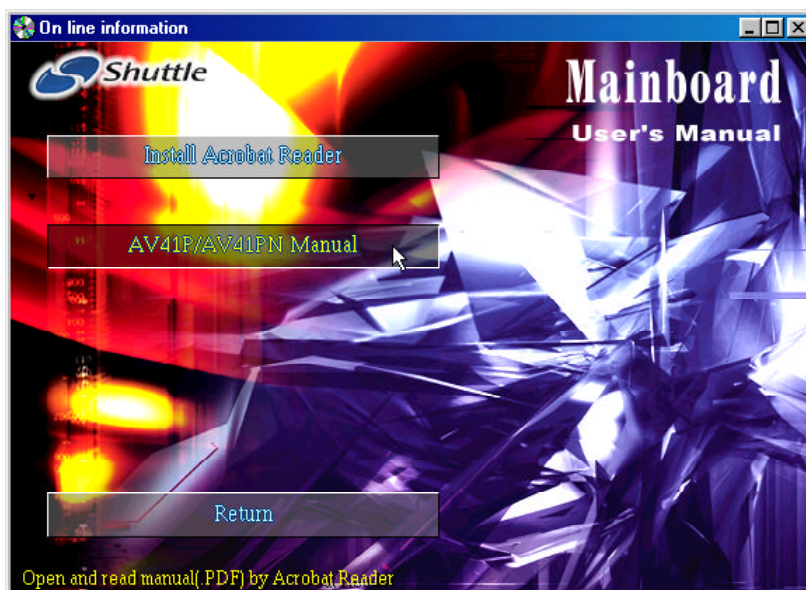 On line information
Shuttle
Mainboard
User's Manual
Install Acrobat Reader
AV41P/AV41PN Manual
Return
Open and read manual(.PDF) by Acrobat Reader